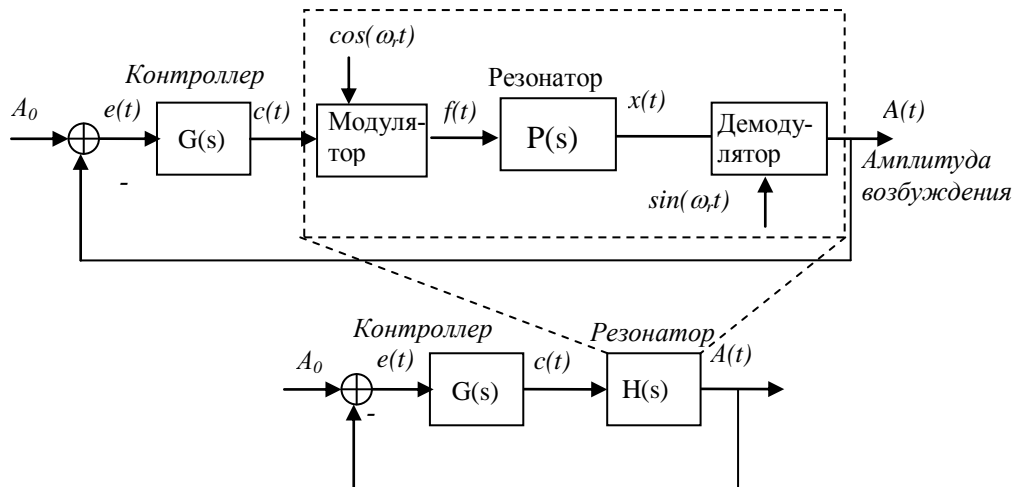 cos(ωᵣt)
Контроллер
Резонатор
A₀
e(t)
c(t)
f(t)
x(t)
A(t)
G(s)
Модуля-
тор
P(s)
Демоду-
лятор
-
sin(ωᵣt)
Амплитуда
возбуждения
Контроллер
Резонатор
A₀
e(t)
c(t)
A(t)
G(s)
H(s)
-